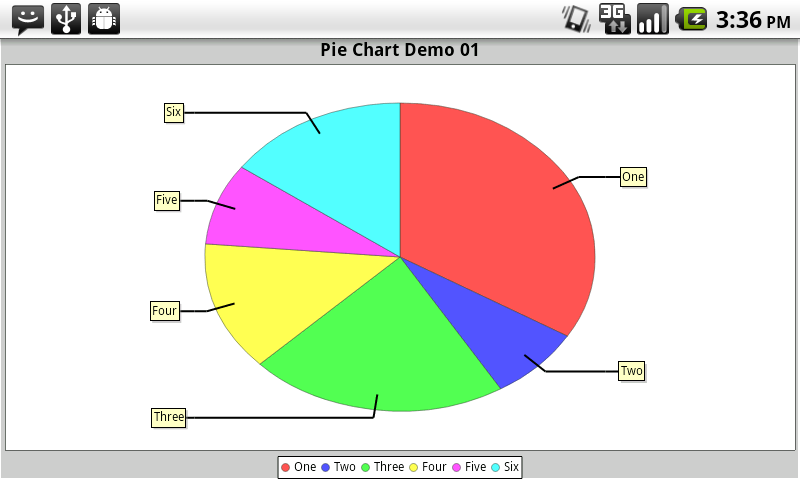 3G 3:36 PM
Pie Chart Demo 01
Six
One
Five
Four
Two
Three
One Two Three Four Five Six